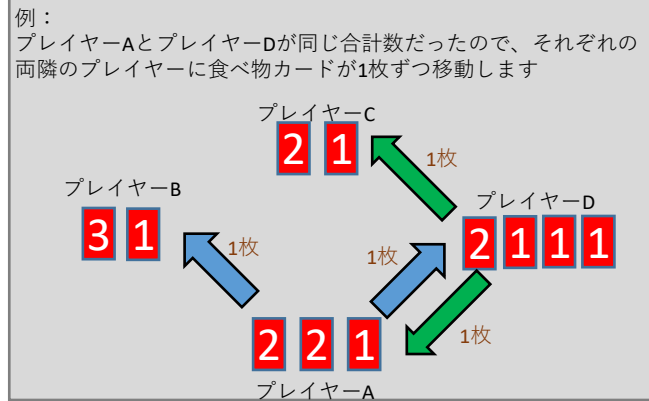 例：
プレイヤーAとプレイヤーDが同じ合計数だったので、それぞれの
両隣のプレイヤーに食べ物カードが1枚ずつ移動します
プレイヤーC
2 1
1枚
プレイヤーB
3 1
プレイヤーD
2 1 1 1
1枚
1枚
1枚
2 2 1
プレイヤーA